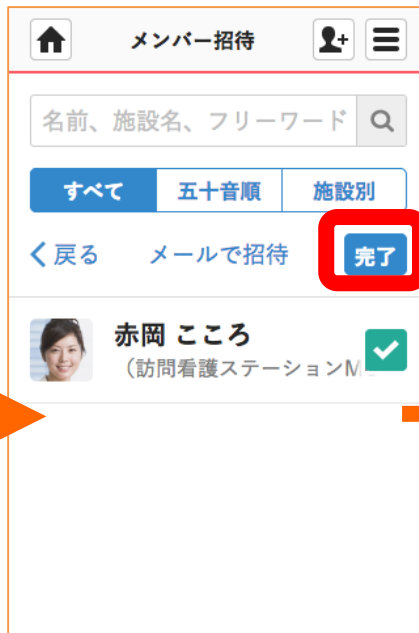 メンバー招待
名前、施設名、フリーワード
すべて 五十音順 施設別
戻る メールで招待 完了
赤岡 こころ
（訪問看護ステーションM